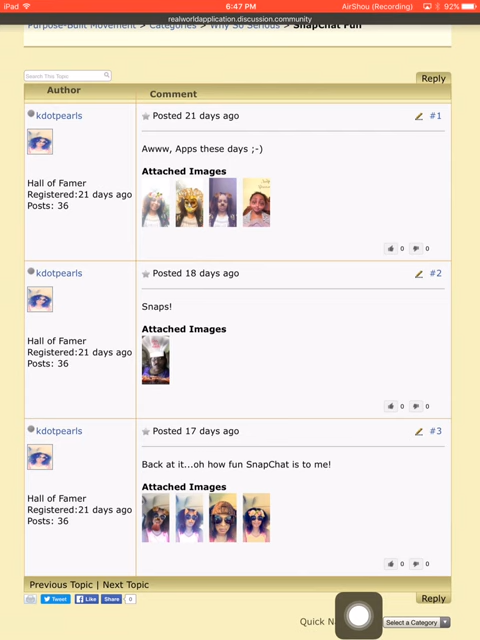 iPad 6:47 PM AirShou (Recording) 92%
realworldapplication.discussion.community
Purpose-Built Movement > Categories > Why So Serious > SnapChat Fun
Search This Topic
Reply
Author Comment
kdotpearls
Posted 21 days ago #1
Awww, Apps these days ;-)
Attached Images
Hall of Famer
Registered:21 days ago
Posts: 36
0 0
kdotpearls
Posted 18 days ago #2
Snaps!
Attached Images
Hall of Famer
Registered:21 days ago
Posts: 36
0 0
kdotpearls
Posted 17 days ago #3
Back at it...oh how fun SnapChat is to me!
Attached Images
Hall of Famer
Registered:21 days ago
Posts: 36
0 0
Previous Topic | Next Topic
Tweet Like Share 0
Reply
Quick Select a Category